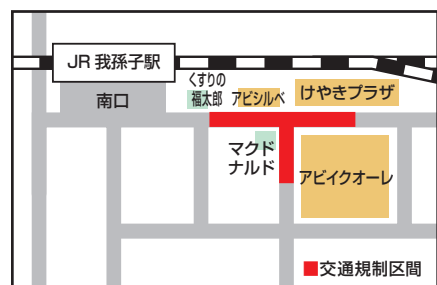 JR 我孫子駅
南口
くすりの
福太郎
アビシルベ
けやきプラザ
マクド
ナルド
アビイクオーレ
■交通規制区間